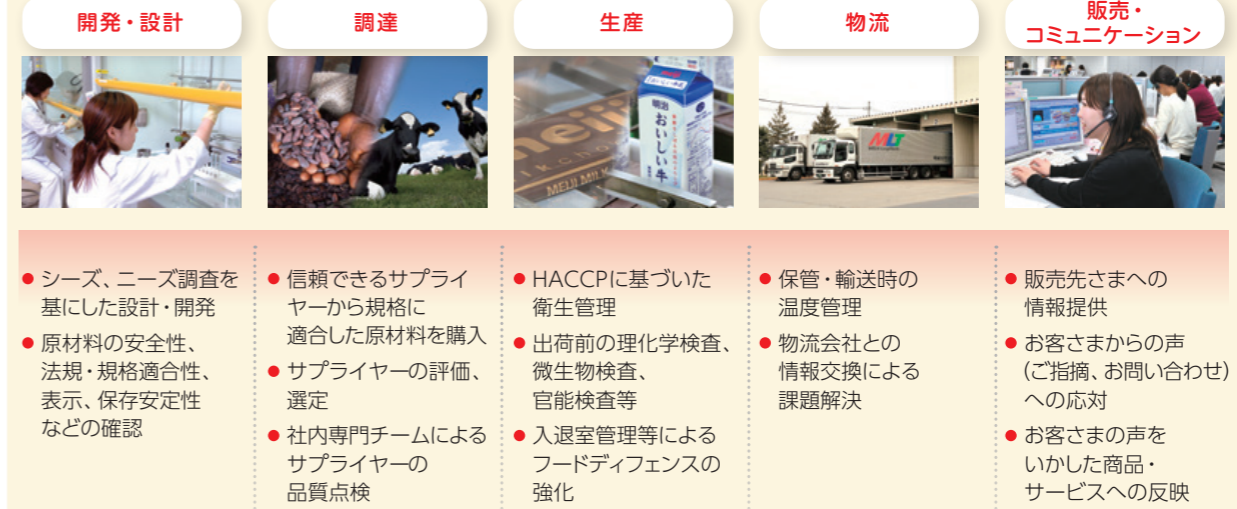 開発・設計
調達
生産
物流
販売・
コミュニケーション
明治
おいしい牛
MEIJI MILK
MLT
● シーズ、ニーズ調査を
基にした設計・開発
● 原材料の安全性、
法規・規格適合性、
表示、保存安定性
などの確認
● 信頼できるサプライ
ヤーから規格に
適合した原材料を購入
● サプライヤーの評価、
選定
● 社内専門チームによる
サプライヤーの
品質点検
● HACCPに基づいた
衛生管理
● 出荷前の理化学検査、
微生物検査、
官能検査等
● 入退室管理等による
フードディフェンスの
強化
● 保管・輸送時の
温度管理
● 物流会社との
情報交換による
課題解決
● 販売先さまへの
情報提供
● お客さまからの声
(ご指摘、お問い合わせ)
への応対
● お客さまの声を
いかした商品・
サービスへの反映